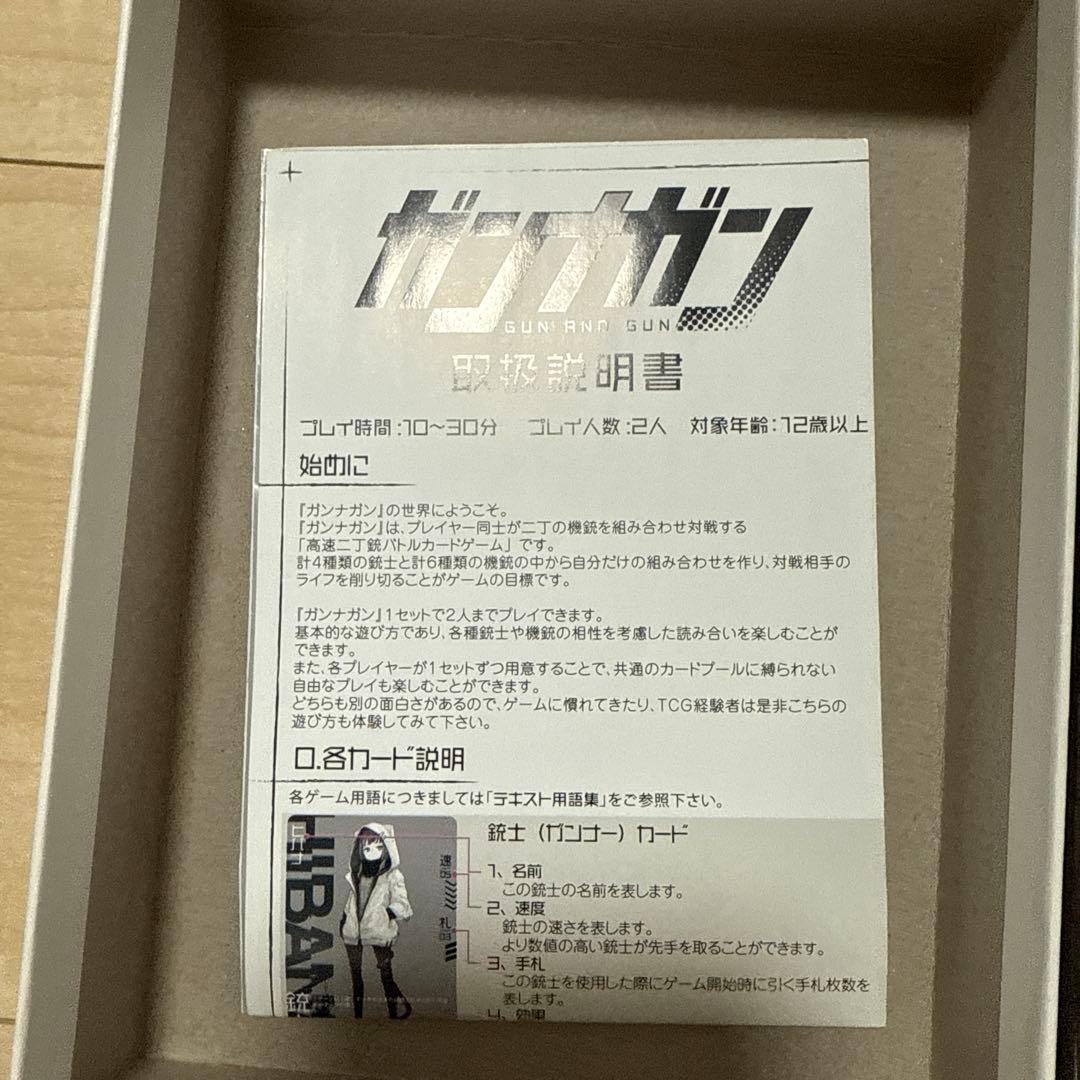 ガンナガン
GUN AND GUN
取扱説明書
プレイ時間:10〜30分 プレイ人数:2人 対象年齢:12歳以上
始めに
『ガンナガン』の世界にようこそ。
『ガンナガン』は、プレイヤー同士が二丁の機銃を組み合わせ対戦する
「高速二丁銃バトルカードゲーム」です。
計4種類の銃士と計6種類の機銃の中から自分だけの組み合わせを作り、対戦相手の
ライフを削り切ることがゲームの目標です。
『ガンナガン』1セットで2人までプレイできます。
基本的な遊び方であり、各種銃士や機銃の相性を考慮した読み合いを楽しむことが
できます。
また、各プレイヤーが1セットずつ用意することで、共通のカードプールに縛られない
自由なプレイも楽しむことができます。
どちらも別の面白さがあるので、ゲームに慣れてきたり、TCG経験者は是非こちらの
遊び方も体験してみて下さい。
0.各カード説明
各ゲーム用語につきましては「テキスト用語集」をご参照下さい。
HIBAN
速
札
03
銃
銃士(ガンナー)カード
1、名前
この銃士の名前を表します。
2、速度
銃士の速さを表します。
より数値の高い銃士が先手を取ることができます。
3、手札
この銃士を使用した際にゲーム開始時に引く手札枚数を
表します。
4、効果